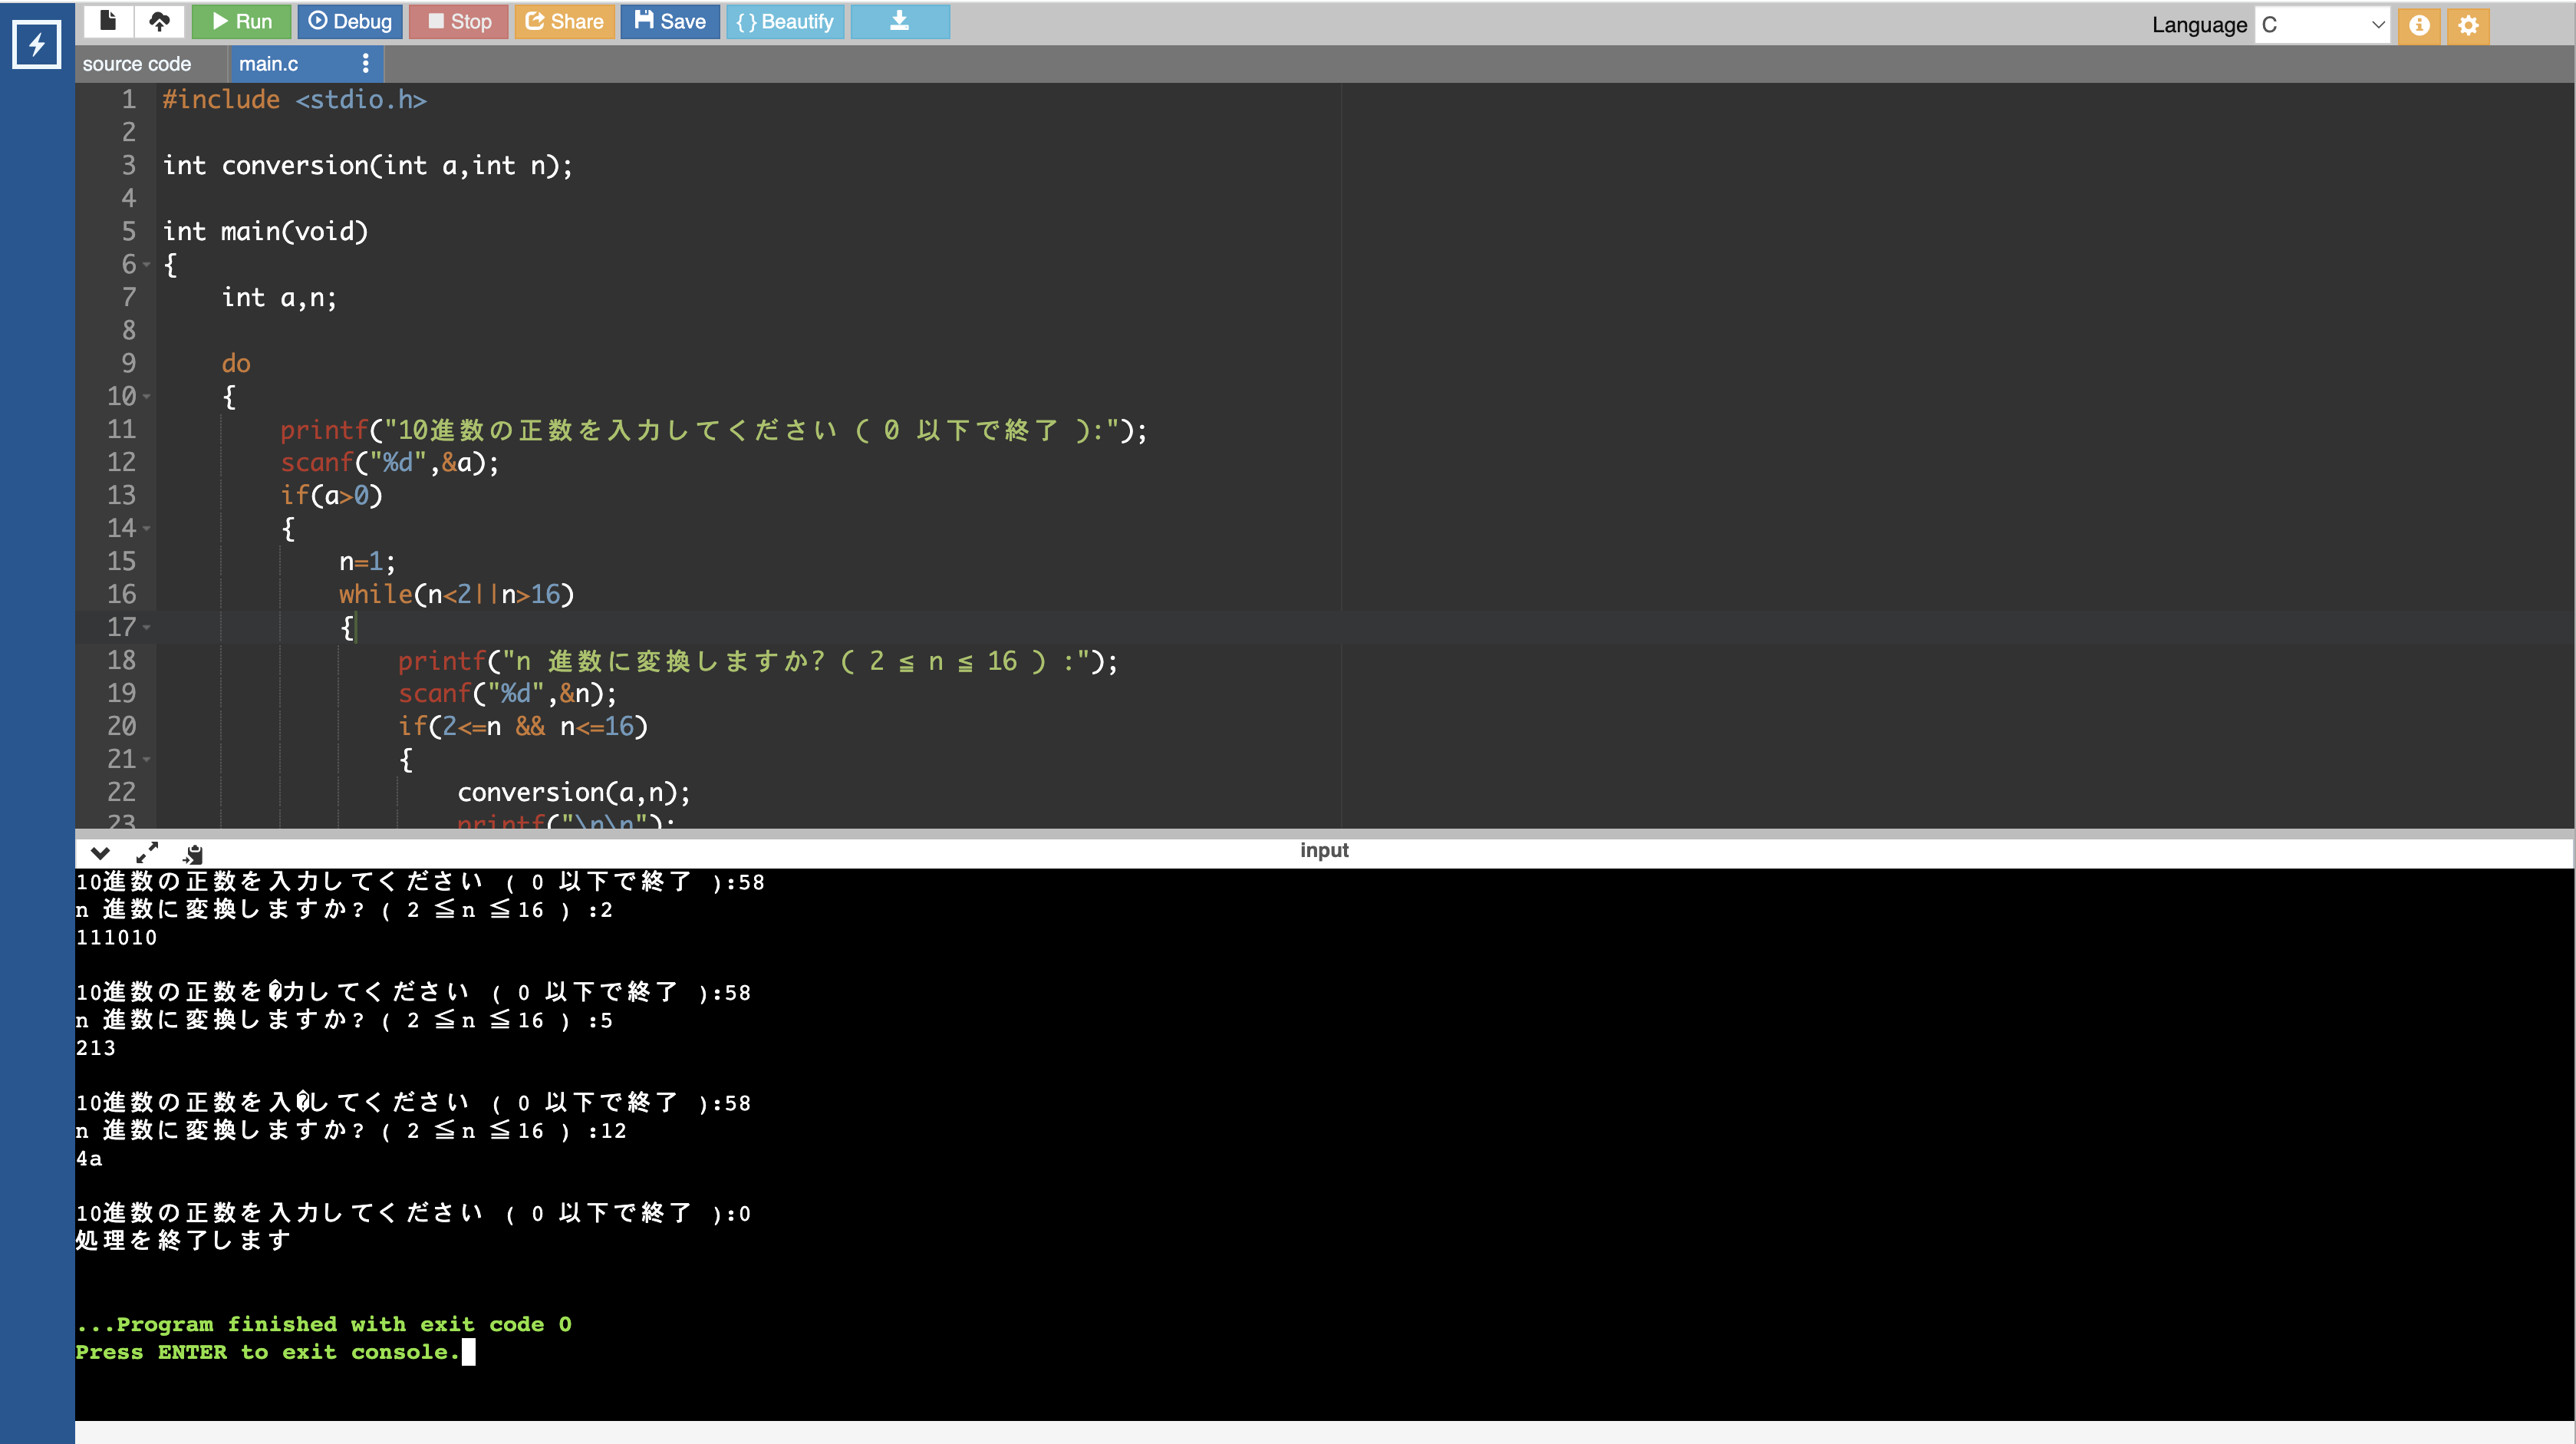 Run Debug Stop Share Save { } Beautify Language C
source code main.c
1 #include <stdio.h>
2
3 int conversion(int a,int n);
4
5 int main(void)
6 {
7 int a,n;
8
9 do
10 {
11 printf("10進数の正数を入力してください ( 0 以下で終了 ):");
12 scanf("%d",&a);
13 if(a>0)
14 {
15 n=1;
16 while(n<2||n>16)
17 {
18 printf("n 進数に変換しますか? ( 2 ≦ n ≦ 16 ) :");
19 scanf("%d",&n);
20 if(2<=n && n<=16)
21 {
22 conversion(a,n);
23 printf("\n\n");
input
10進数の正数を入力してください ( 0 以下で終了 ):58
n 進数に変換しますか? ( 2 ≦n ≦16 ) :2
111010
10進数の正数を�力してください ( 0 以下で終了 ):58
n 進数に変換しますか? ( 2 ≦n ≦16 ) :5
213
10進数の正数を入�してください ( 0 以下で終了 ):58
n 進数に変換しますか? ( 2 ≦n ≦16 ) :12
4a
10進数の正数を入力してください ( 0 以下で終了 ):0
処理を終了します
...Program finished with exit code 0
Press ENTER to exit console.